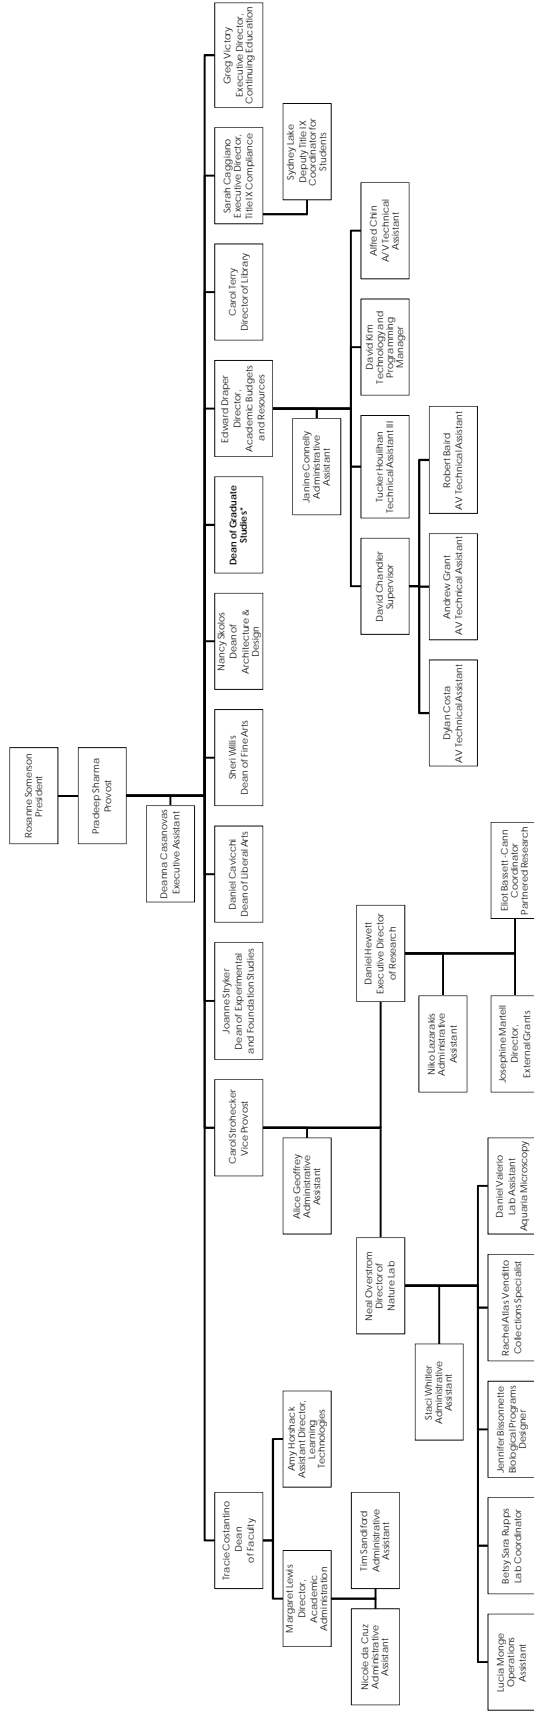 Rosanne Somerson
President
Pradeep Sharma
Provost
Deanna Casanovas
Executive Assistant
Tracie Costantino
Dean
of Faculty
Carol Strohecker
Vice Provost
Joanne Stryker
Dean of Experimental
and Foundation Studies
Daniel Cavicchi
Dean of Liberal Arts
Sheri Willis
Dean of Fine Arts
Nancy Skolos
Dean of
Architecture &
Design
Dean of Graduate
Studies*
Edward Draper
Director,
Academic Budgets
and Resources
Carol Terry
Director of Library
Sarah Caggiano
Executive Director,
Title IX Compliance
Greg Victory
Executive Director,
Continuing Education
Margaret Lewis
Director,
Academic
Administration
Amy Horshack
Assistant Director,
Learning
Technologies
Alice Geoffrey
Administrative
Assistant
Janine Connelly
Administrative
Assistant
Sydney Lake
Deputy Title IX
Coordinator for
Students
Nicole da Cruz
Administrative
Assistant
Tim Sandiford
Administrative
Assistant
Neal Overstrom
Director of
Nature Lab
Daniel Hewett
Executive Director
of Research
David Chandler
Supervisor
Tucker Houlihan
Technical Assistant III
David Kim
Technology and
Programming
Manager
Alfred Chin
A/V Technical
Assistant
Staci Whitler
Administrative
Assistant
Niko Lazarakis
Administrative
Assistant
Dylan Costa
AV Technical Assistant
Andrew Grant
AV Technical Assistant
Robert Baird
AV Technical Assistant
Lucia Monge
Operations
Assistant
Betsy Sara Rupps
Lab Coordinator
Jennifer Bissonnette
Biological Programs
Designer
Rachel Atlas Venditto
Collections Specialist
Daniel Valerio
Lab Assistant
Aquaria Microscopy
Josephine Martell
Director,
External Grants
Eliot Bassett-Cann
Coordinator
Partnered Research